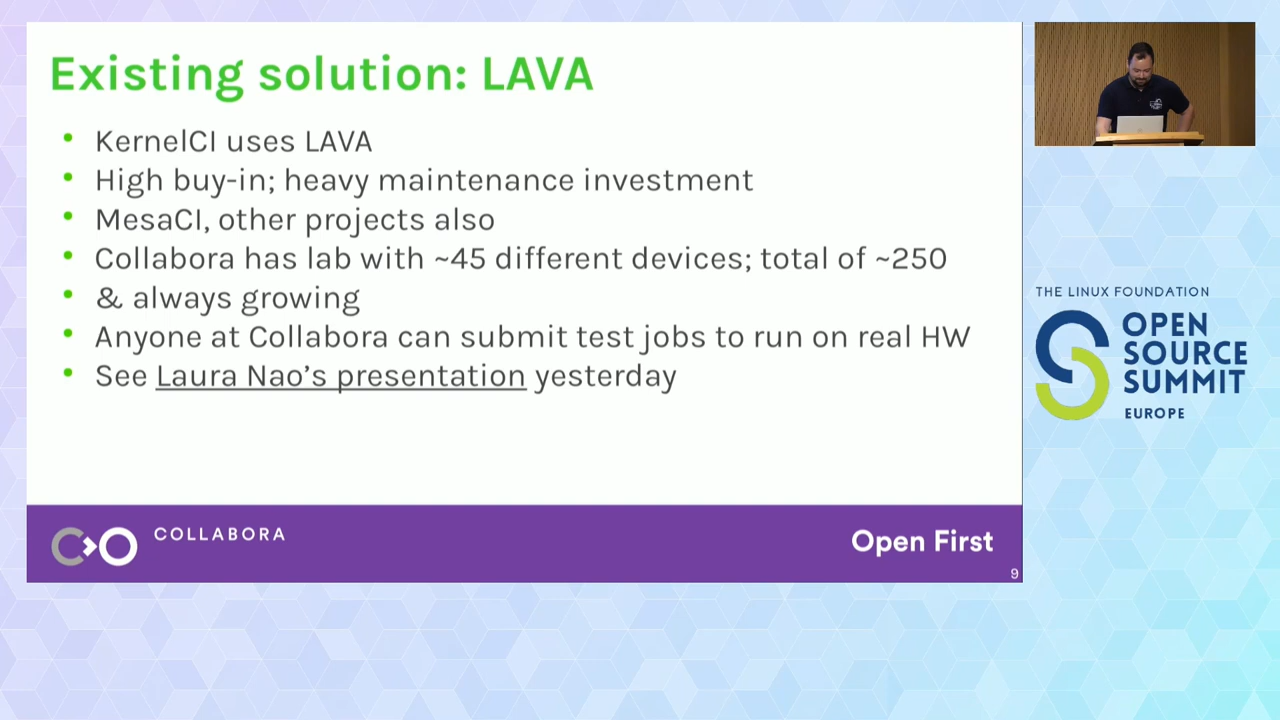 Existing solution: LAVA
KernelCI uses LAVA
High buy-in; heavy maintenance investment
MesaCI, other projects also
Collabora has lab with ~45 different devices; total of ~250
& always growing
Anyone at Collabora can submit test jobs to run on real HW
See Laura Nao’s presentation yesterday
COLLABORA
Open First
9
THE LINUX FOUNDATION
OPEN
SOURCE
SUMMIT
EUROPE